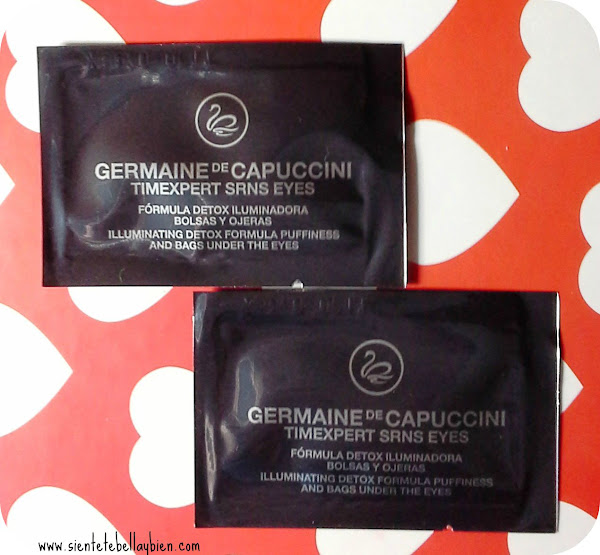 GERMAINE DE CAPUCCINI
TIMEXPERT SRNS EYES
FÓRMULA DETOX ILUMINADORA
BOLSAS Y OJERAS
ILLUMINATING DETOX FORMULA PUFFINESS
AND BAGS UNDER THE EYES
GERMAINE DE CAPUCCINI
TIMEXPERT SRNS EYES
FÓRMULA DETOX ILUMINADORA
BOLSAS Y OJERAS
ILLUMINATING DETOX FORMULA PUFFINESS
AND BAGS UNDER THE EYES
www.sientetebellaybien.com